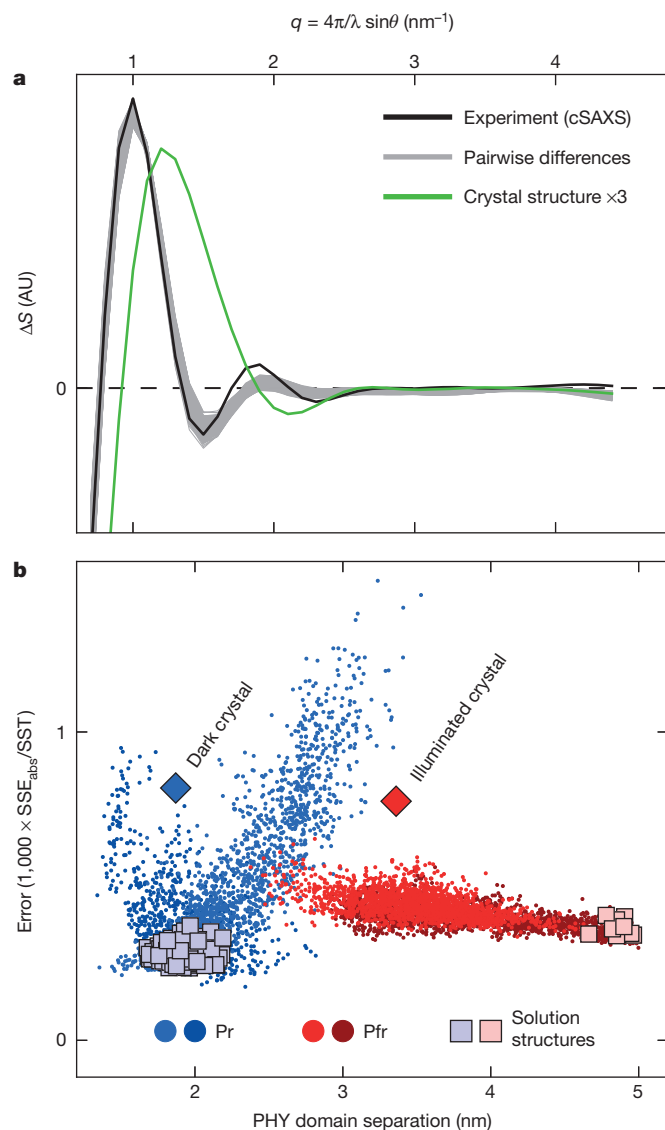 q = 4π/λ sinθ (nm⁻¹)
1 2 3 4
a
Experiment (cSAXS)
Pairwise differences
Crystal structure ×3
ΔS (AU)
0
b
Dark crystal
Illuminated crystal
1
Error (1,000 × SSEabs/SST)
0
Pr Pfr Solution
structures
2 3 4 5
PHY domain separation (nm)